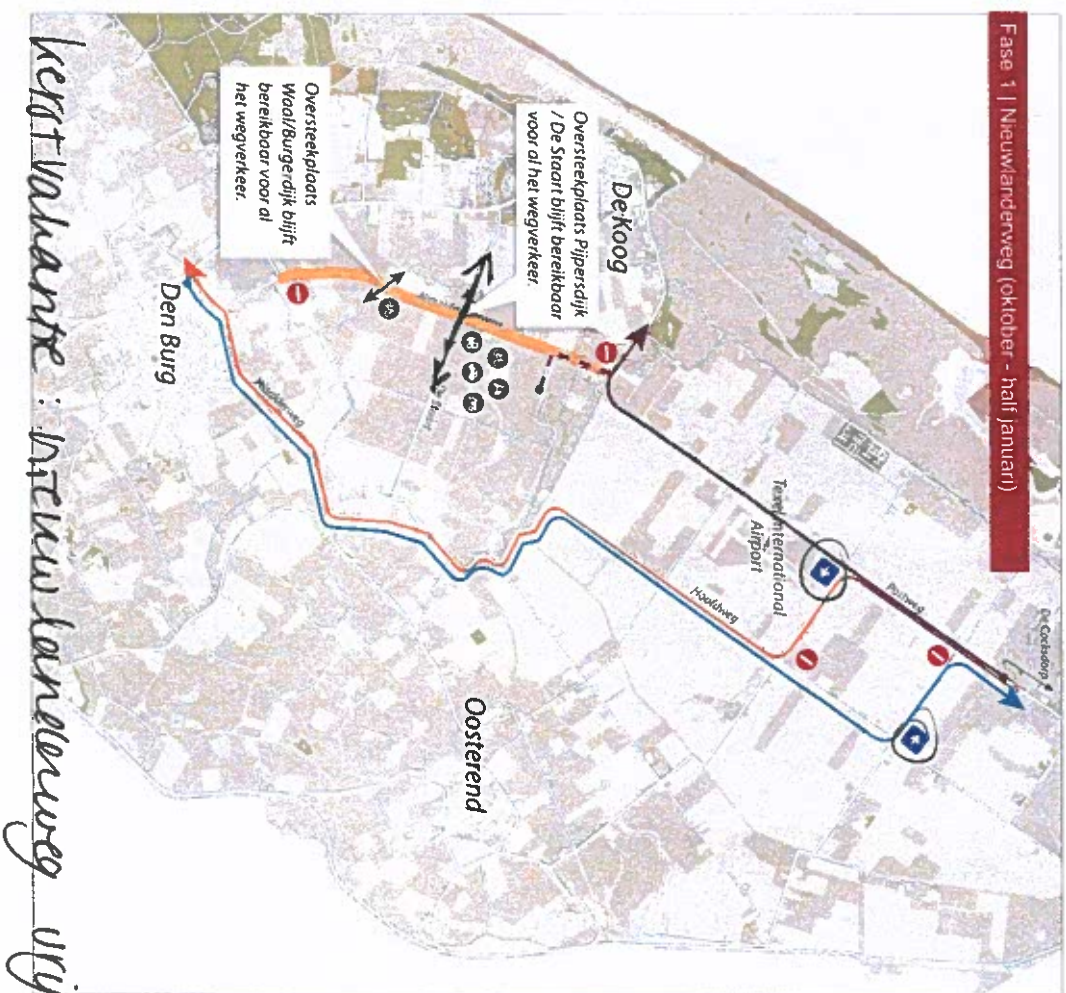 Fase 1 | Nieuwlanderweg (oktober - half januari)
De Cocksdorp
Postweg
Texel International
Airport
Hoofdweg
De Koog
Oversteekplaats Pijpersdijk
/ De Staart blijft bereikbaar
voor al het wegverkeer.
Oversteekplaats
Waal/Burgerdijk blijft
bereikbaar voor al
het wegverkeer.
Oosterend
Den Burg
kerstvariante : nieuwlanderweg vrij